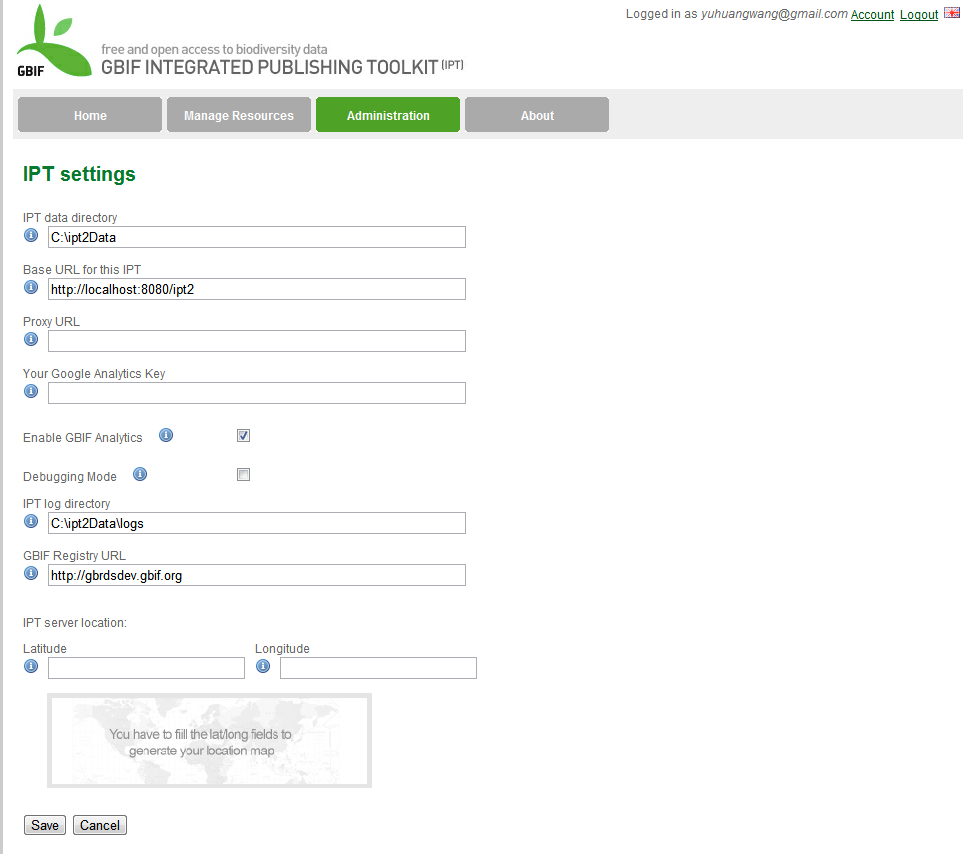 Logged in as yuhuangwang@gmail.com Account Logout
free and open access to biodiversity data
GBIF INTEGRATED PUBLISHING TOOLKIT (IPT)
GBIF
Home Manage Resources Administration About
IPT settings
IPT data directory
C:\ipt2Data
Base URL for this IPT
http://localhost:8080/ipt2
Proxy URL
Your Google Analytics Key
Enable GBIF Analytics
Debugging Mode
IPT log directory
C:\ipt2Data\logs
GBIF Registry URL
http://gbrdsdev.gbif.org
IPT server location:
Latitude Longitude
You have to fill the lat/long fields to
generate your location map
Save Cancel